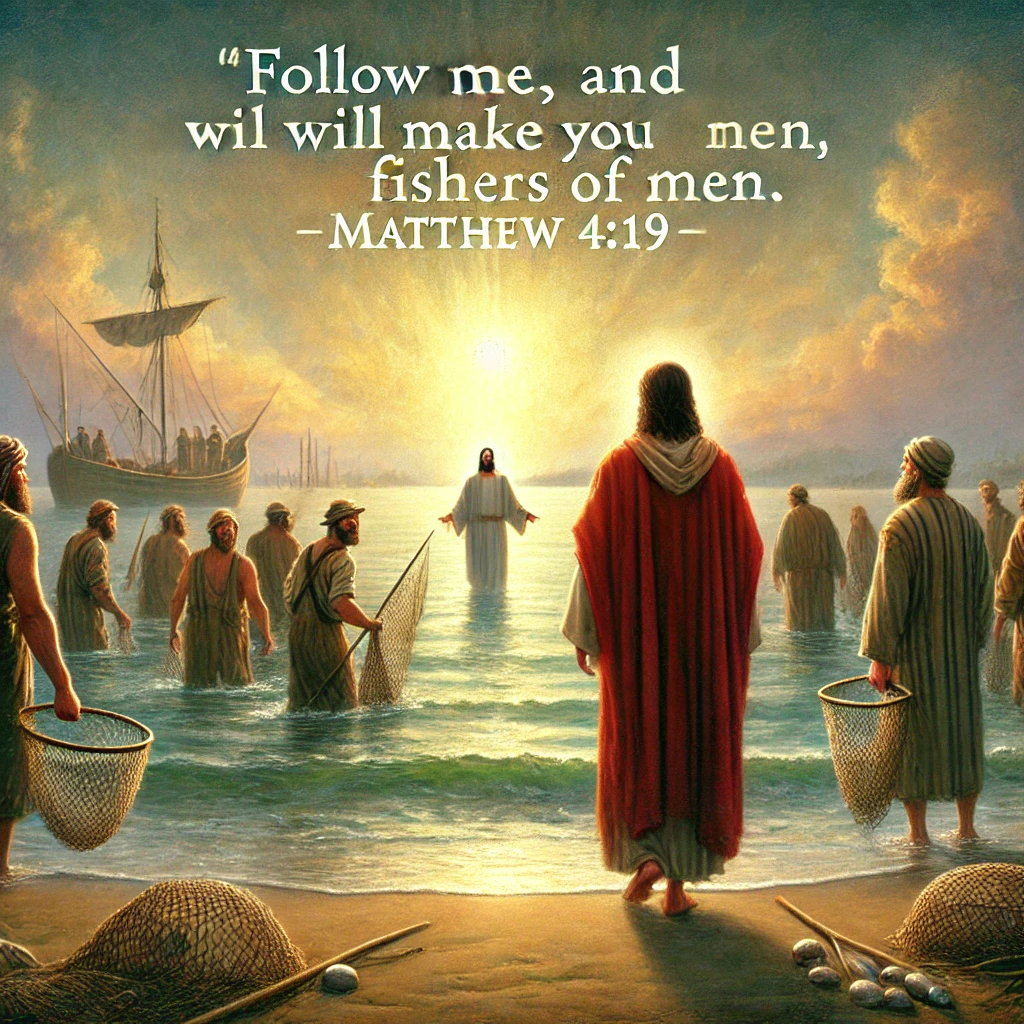 “Follow me, and
wil will make you men,
fishers of men.
–MATTHEW 4:19–